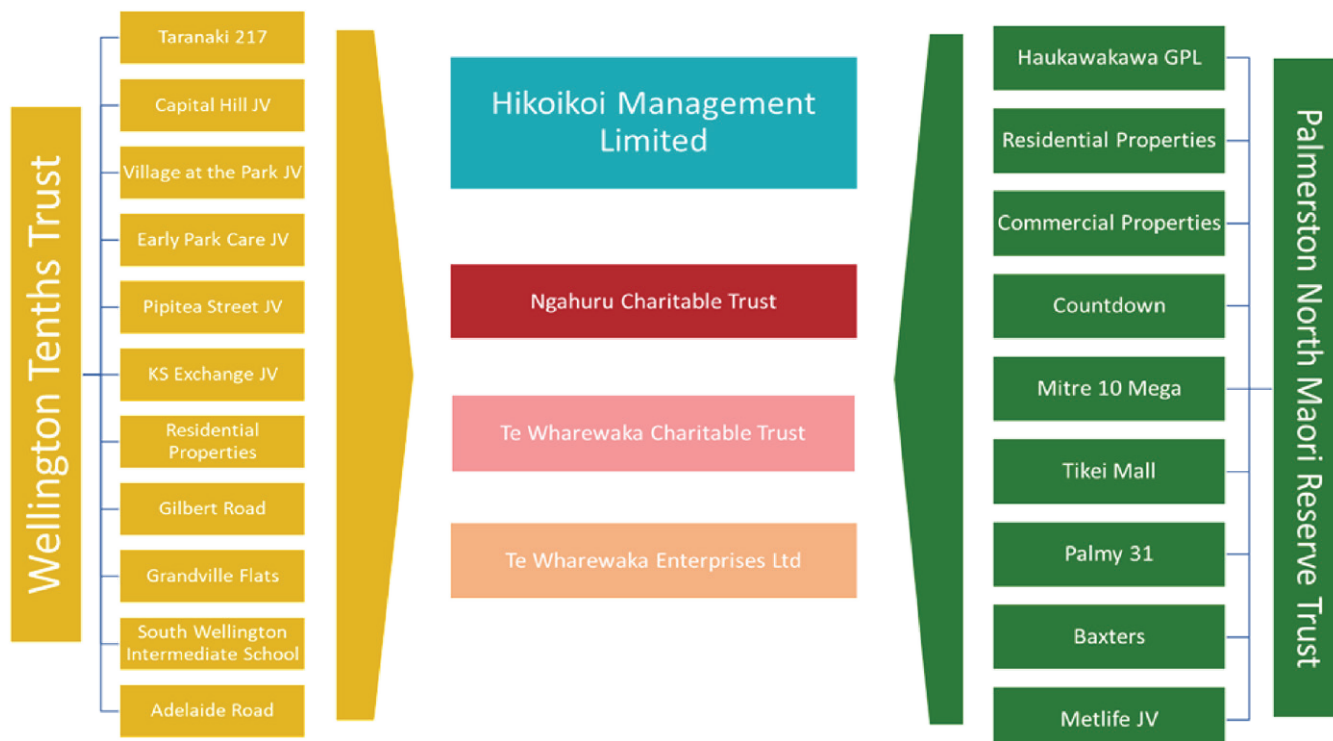 Wellington Tenths Trust
Taranaki 217
Capital Hill JV
Village at the Park JV
Early Park Care JV
Pipitea Street JV
KS Exchange JV
Residential
Properties
Gilbert Road
Grandville Flats
South Wellington
Intermediate School
Adelaide Road
Hikoikoi Management
Limited
Ngahuru Charitable Trust
Te Wharewaka Charitable Trust
Te Wharewaka Enterprises Ltd
Haukawakawa GPL
Residential Properties
Commercial Properties
Countdown
Mitre 10 Mega
Tikei Mall
Palmy 31
Baxters
Metlife JV
Palmerston North Maori Reserve Trust